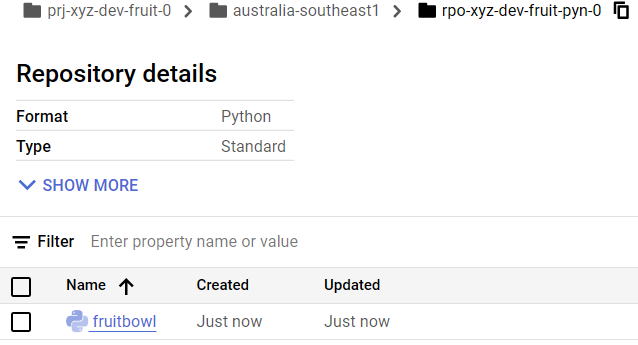 prj-xyz-dev-fruit-0 > australia-southeast1 > rpo-xyz-dev-fruit-pyn-0
Repository details
Format Python
Type Standard
SHOW MORE
Filter Enter property name or value
Name Created Updated
fruitbowl Just now Just now